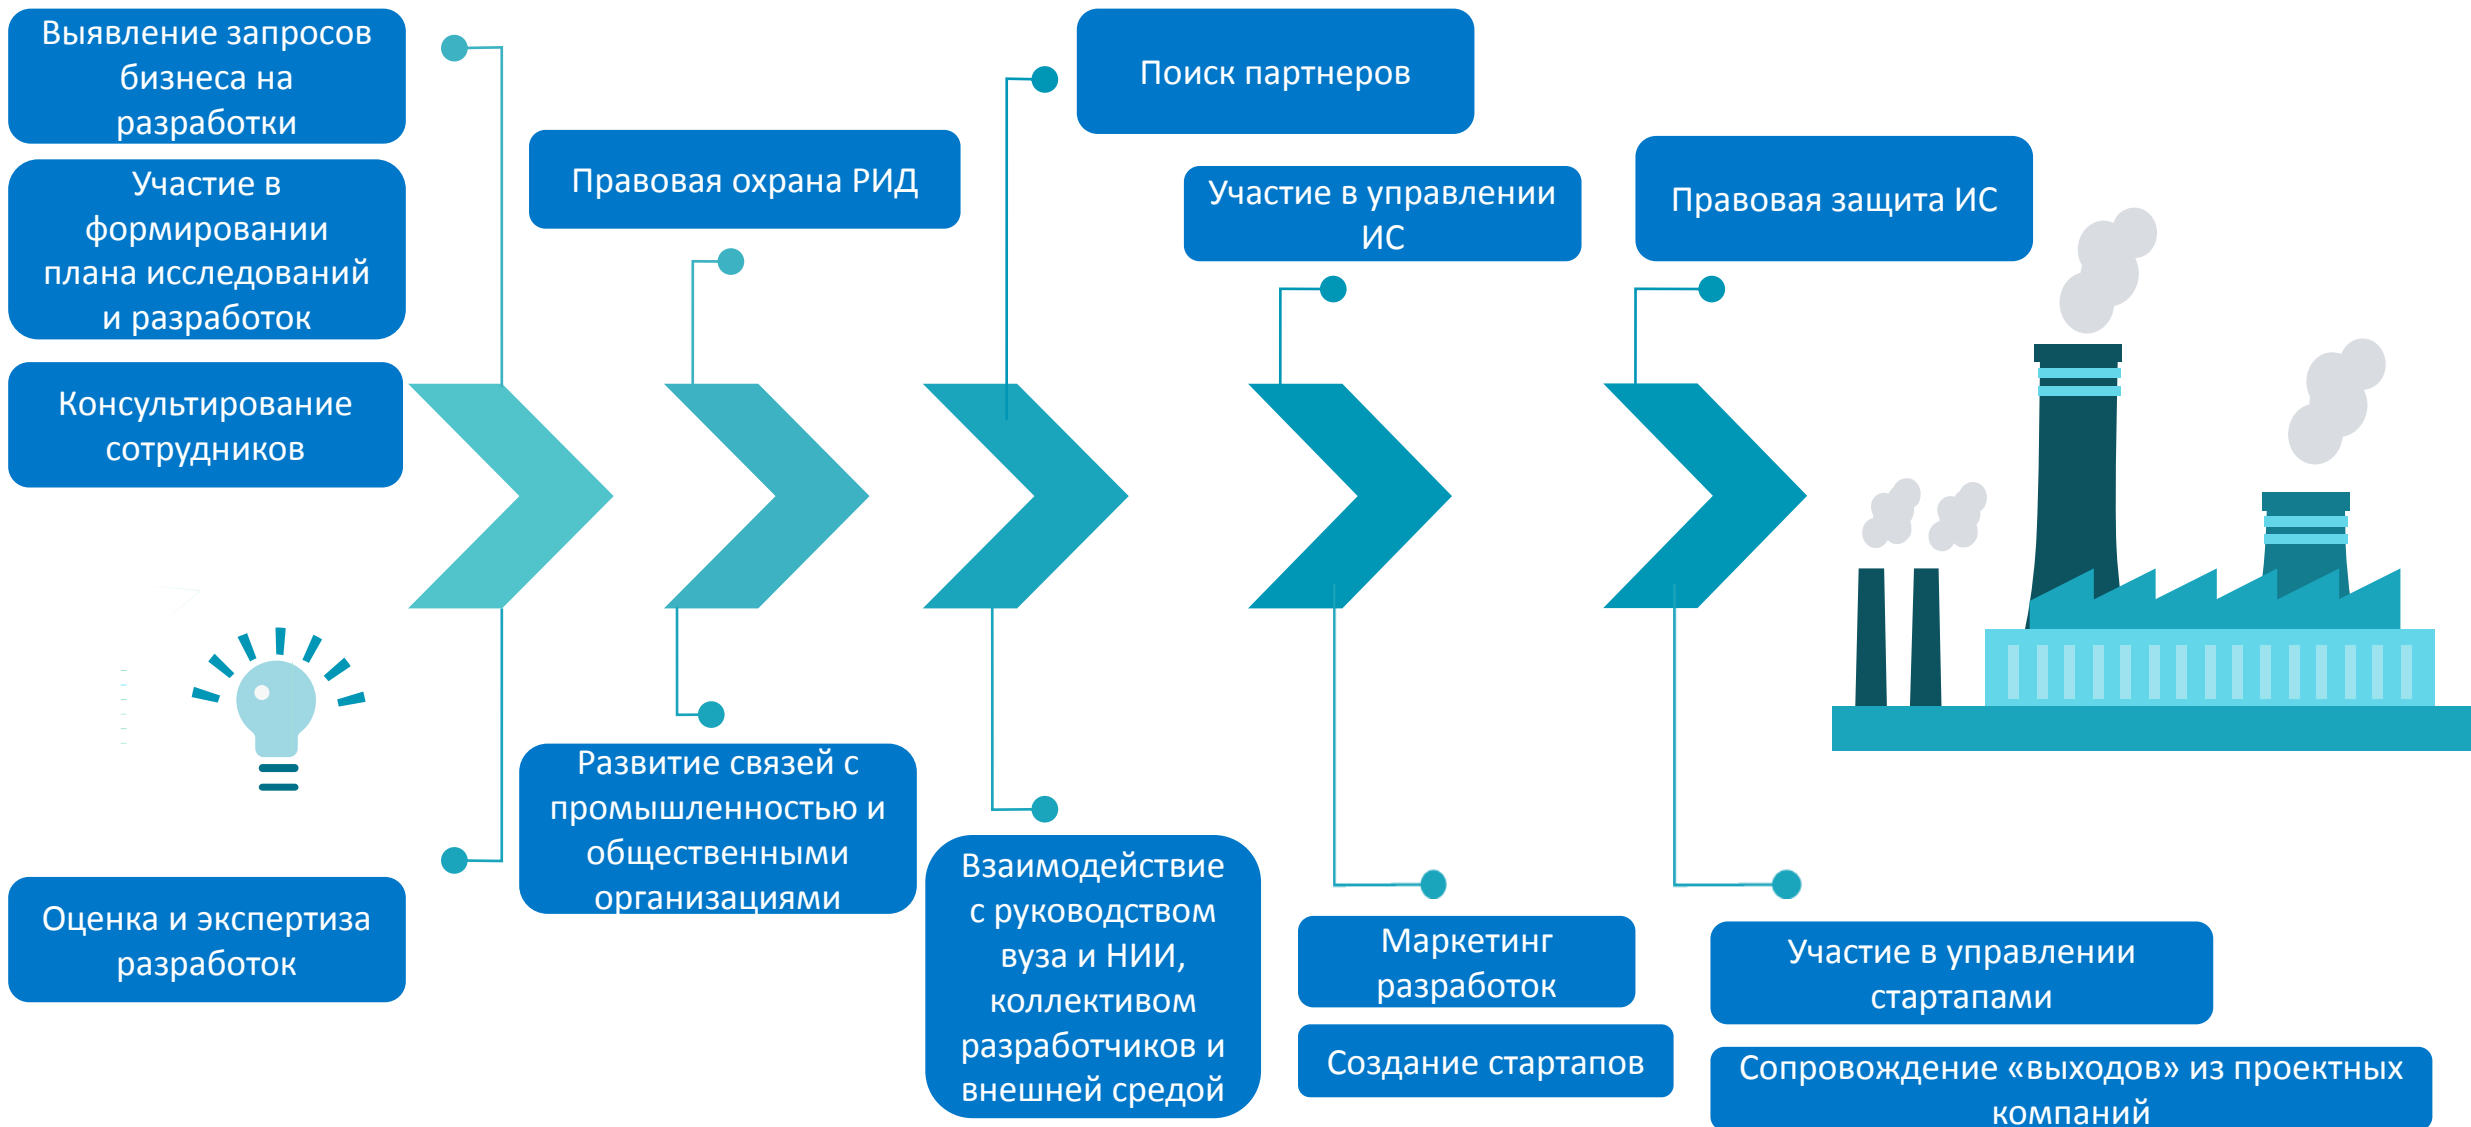 Выявление запросов
бизнеса на
разработки
Участие в
формировании
плана исследований
и разработок
Консультирование
сотрудников
Оценка и экспертиза
разработок
Правовая охрана РИД
Развитие связей с
промышленностью и
общественными
организациями
Поиск партнеров
Взаимодействие
с руководством
вуза и НИИ,
коллективом
разработчиков и
внешней средой
Участие в управлении
ИС
Маркетинг
разработок
Создание стартапов
Правовая защита ИС
Участие в управлении
стартапами
Сопровождение «выходов» из проектных
компаний